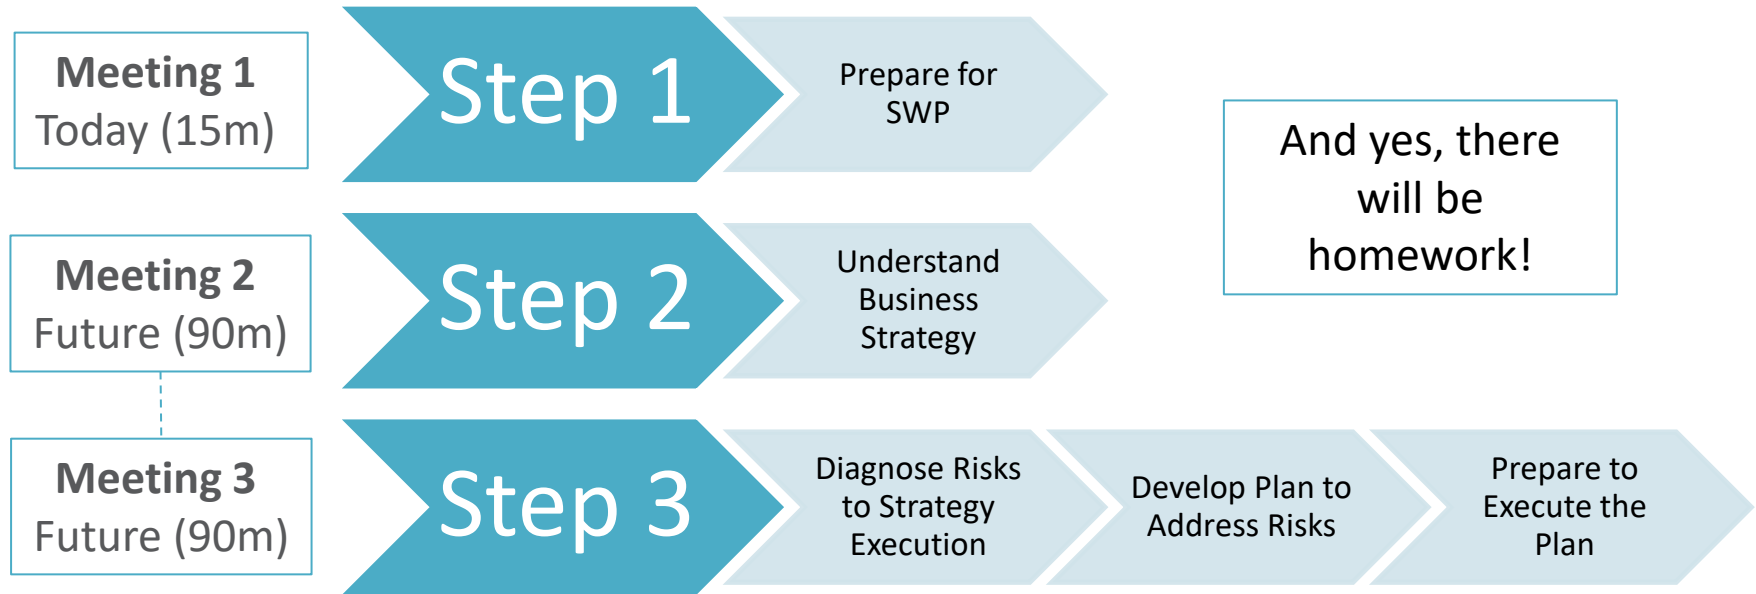 Meeting 1
Today (15m)
Step 1
Prepare for
SWP
And yes, there
will be
homework!
Meeting 2
Future (90m)
Step 2
Understand
Business
Strategy
Meeting 3
Future (90m)
Step 3
Diagnose Risks
to Strategy
Execution
Develop Plan to
Address Risks
Prepare to
Execute the
Plan